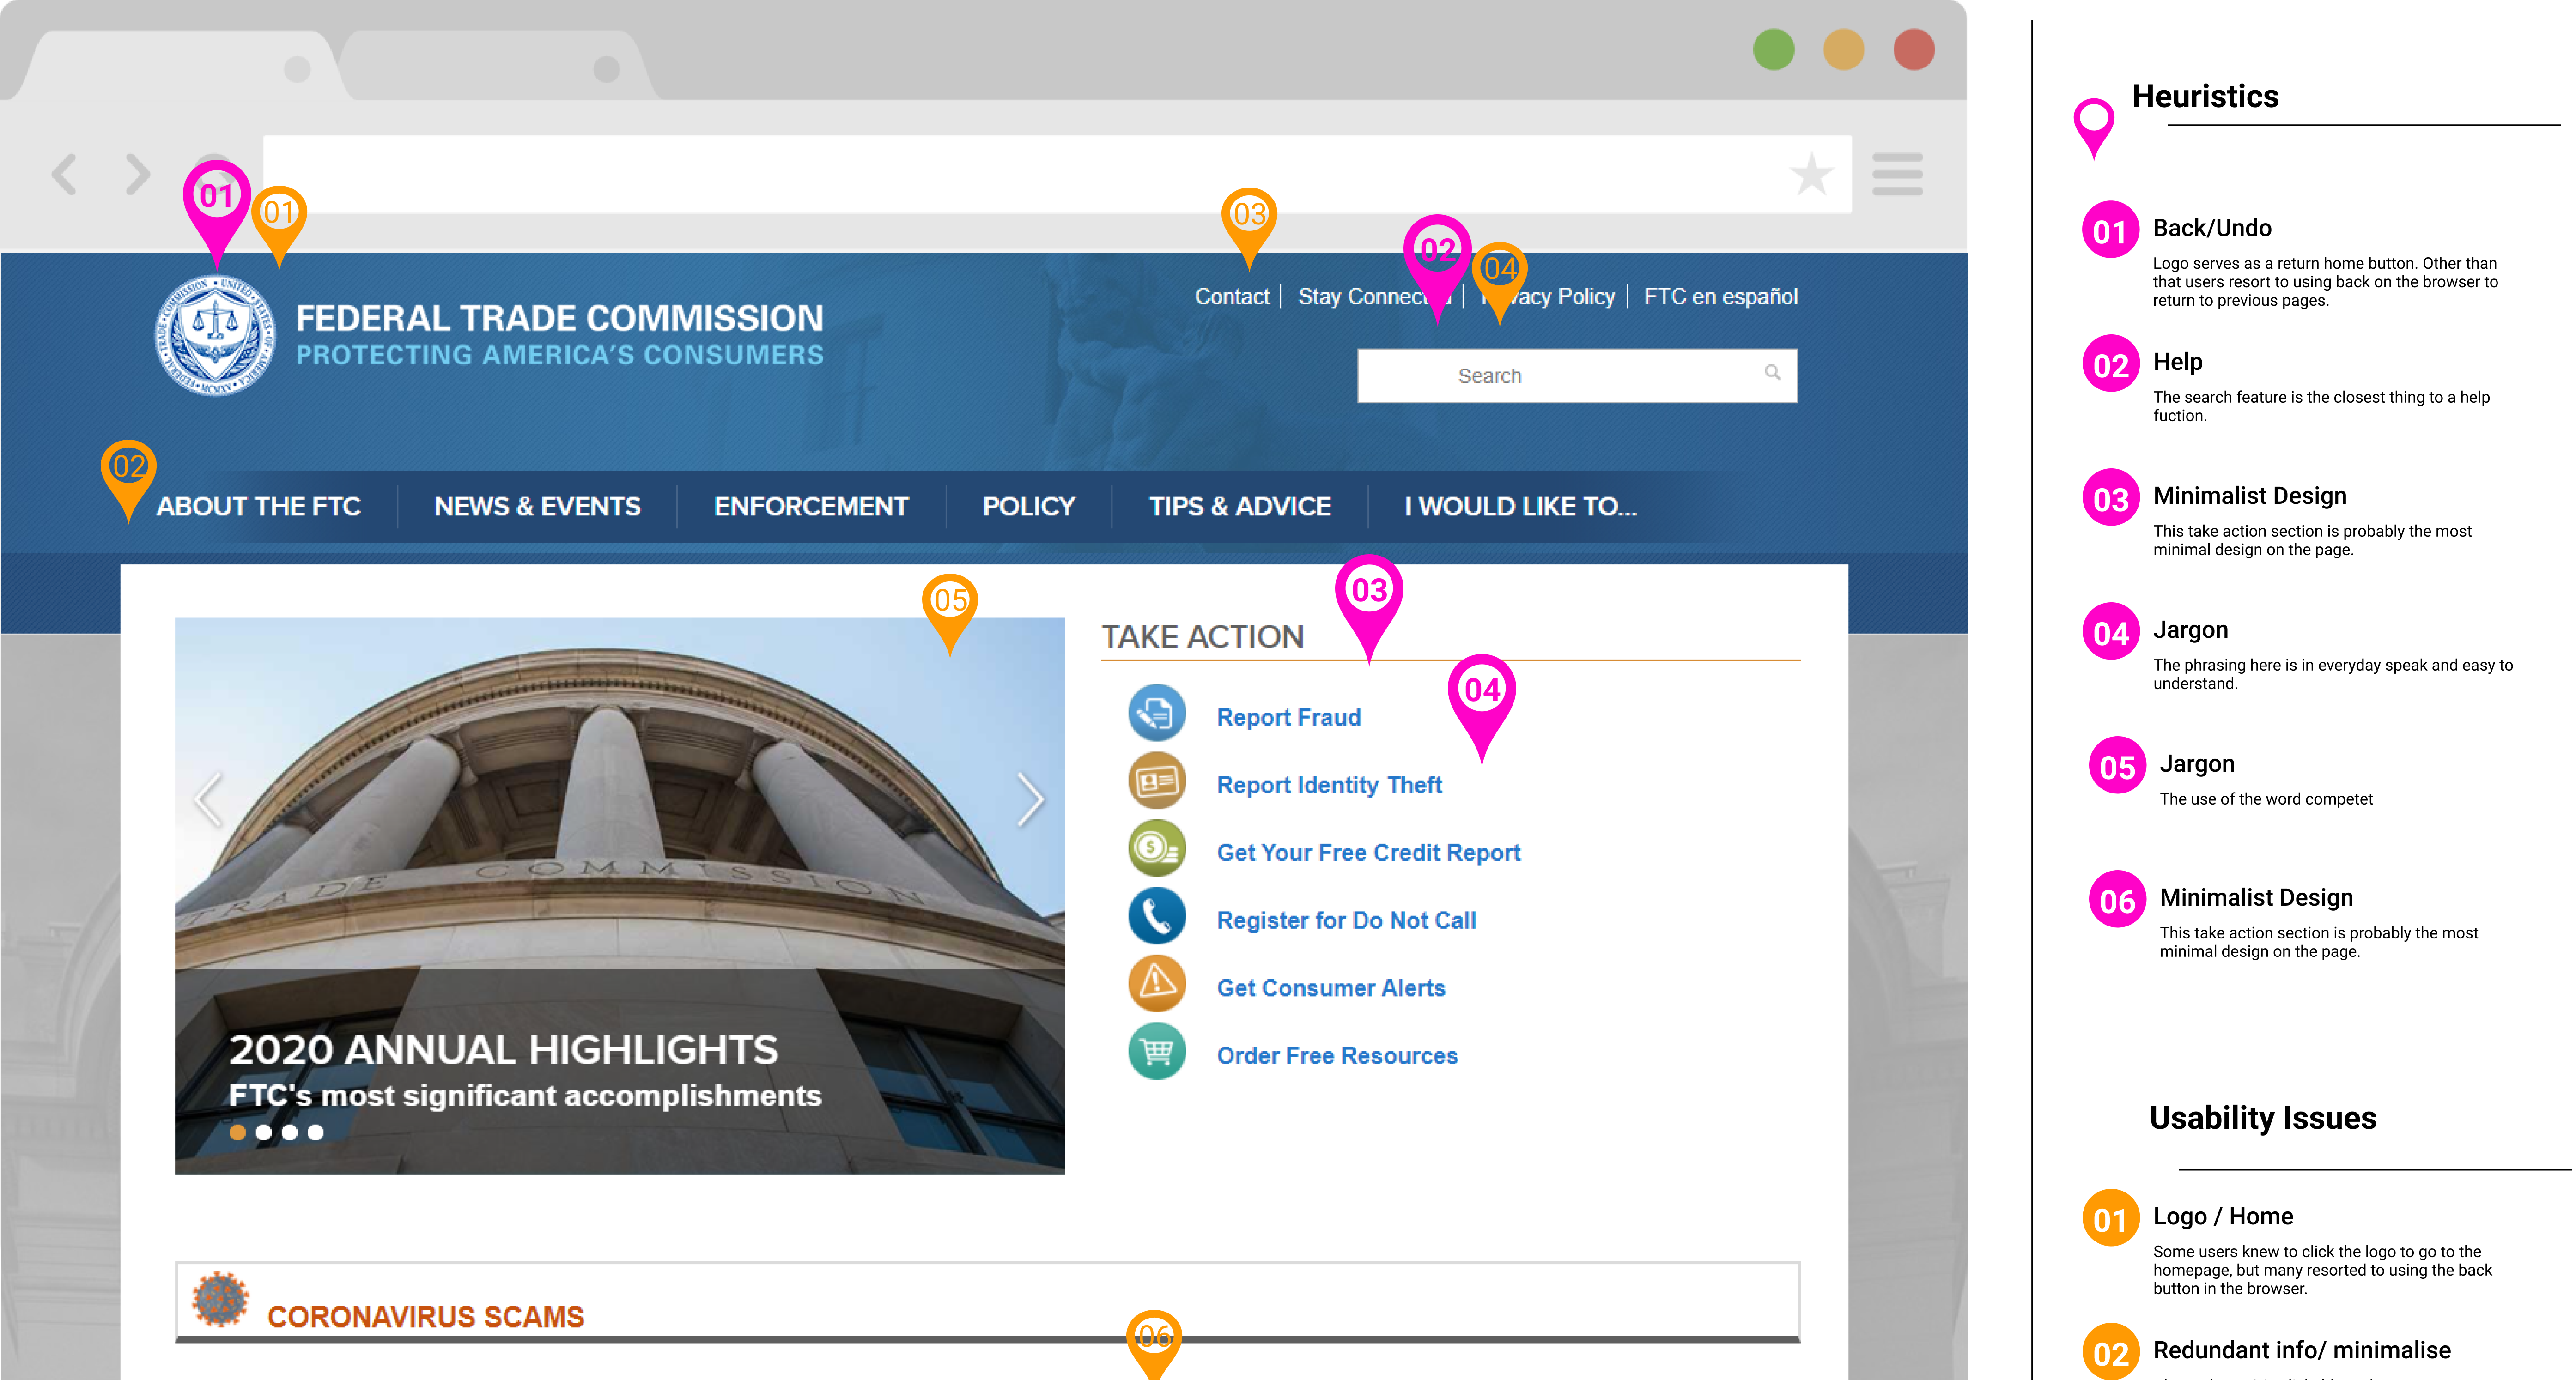 01
01
03
02
04
Contact
Stay Connec
acy Policy
FTC en español
FEDERAL TRADE COMMISSION
PROTECTING AMERICA'S CONSUMERS
Search
02
ABOUT THE FTC
NEWS & EVENTS
ENFORCEMENT
POLICY
TIPS & ADVICE
I WOULD LIKE TO...
05
03
04
TRADE COMMISSION
2020 ANNUAL HIGHLIGHTS
FTC's most significant accomplishments
TAKE ACTION
Report Fraud
Report Identity Theft
Get Your Free Credit Report
Register for Do Not Call
Get Consumer Alerts
Order Free Resources
CORONAVIRUS SCAMS
06
Heuristics
01 Back/Undo
Logo serves as a return home button. Other than
that users resort to using back on the browser to
return to previous pages.
02 Help
The search feature is the closest thing to a help
fuction.
03 Minimalist Design
This take action section is probably the most
minimal design on the page.
04 Jargon
The phrasing here is in everyday speak and easy to
understand.
05 Jargon
The use of the word competet
06 Minimalist Design
This take action section is probably the most
minimal design on the page.
Usability Issues
01 Logo / Home
Some users knew to click the logo to go to the
homepage, but many resorted to using the back
button in the browser.
02 Redundant info/ minimalise